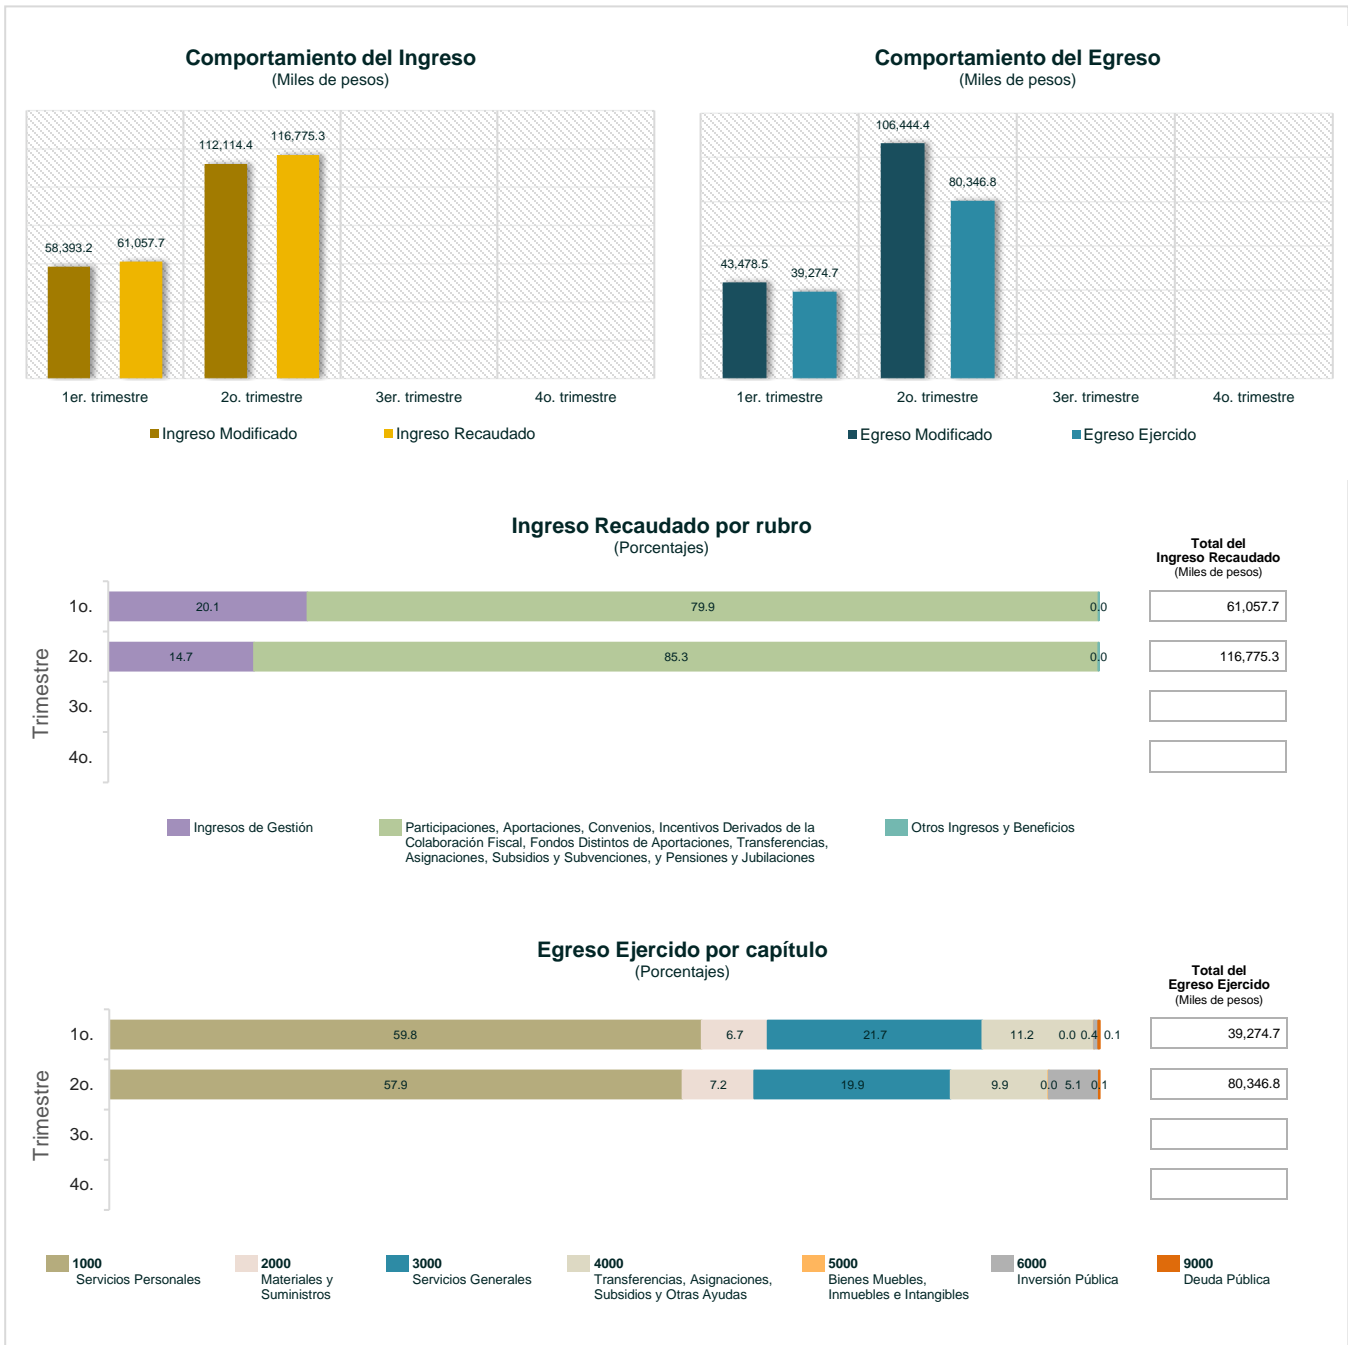 Comportamiento del Ingreso
(Miles de pesos)
58,393.2
61,057.7
112,114.4
116,775.3
1er. trimestre
2o. trimestre
3er. trimestre
4o. trimestre
Ingreso Modificado
Ingreso Recaudado
Comportamiento del Egreso
(Miles de pesos)
43,478.5
39,274.7
106,444.4
80,346.8
1er. trimestre
2o. trimestre
3er. trimestre
4o. trimestre
Egreso Modificado
Egreso Ejercido
Ingreso Recaudado por rubro
(Porcentajes)
Total del
Ingreso Recaudado
(Miles de pesos)
Trimestre
1o.
20.1
79.9
0.0
61,057.7
2o.
14.7
85.3
0.0
116,775.3
3o.
4o.
Ingresos de Gestión
Participaciones, Aportaciones, Convenios, Incentivos Derivados de la
Colaboración Fiscal, Fondos Distintos de Aportaciones, Transferencias,
Asignaciones, Subsidios y Subvenciones, y Pensiones y Jubilaciones
Otros Ingresos y Beneficios
Egreso Ejercido por capítulo
(Porcentajes)
Total del
Egreso Ejercido
(Miles de pesos)
Trimestre
1o.
59.8
6.7
21.7
11.2
0.0
0.4
0.1
39,274.7
2o.
57.9
7.2
19.9
9.9
0.0
5.1
0.1
80,346.8
3o.
4o.
1000
Servicios Personales
2000
Materiales y
Suministros
3000
Servicios Generales
4000
Transferencias, Asignaciones,
Subsidios y Otras Ayudas
5000
Bienes Muebles,
Inmuebles e Intangibles
6000
Inversión Pública
9000
Deuda Pública